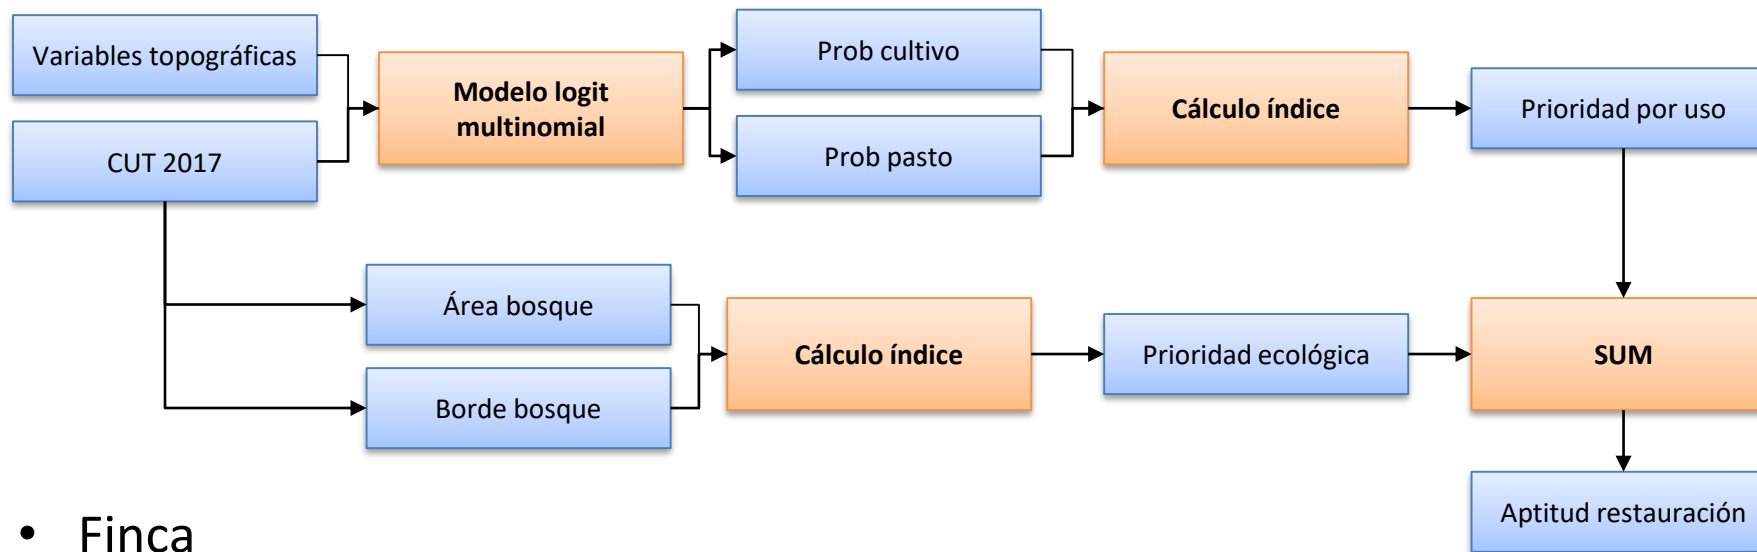 Variables topográficas
CUT 2017
Modelo logit
multinomial
Prob cultivo
Prob pasto
Cálculo índice
Prioridad por uso
Área bosque
Borde bosque
Cálculo índice
Prioridad ecológica
SUM
Aptitud restauración
• Finca